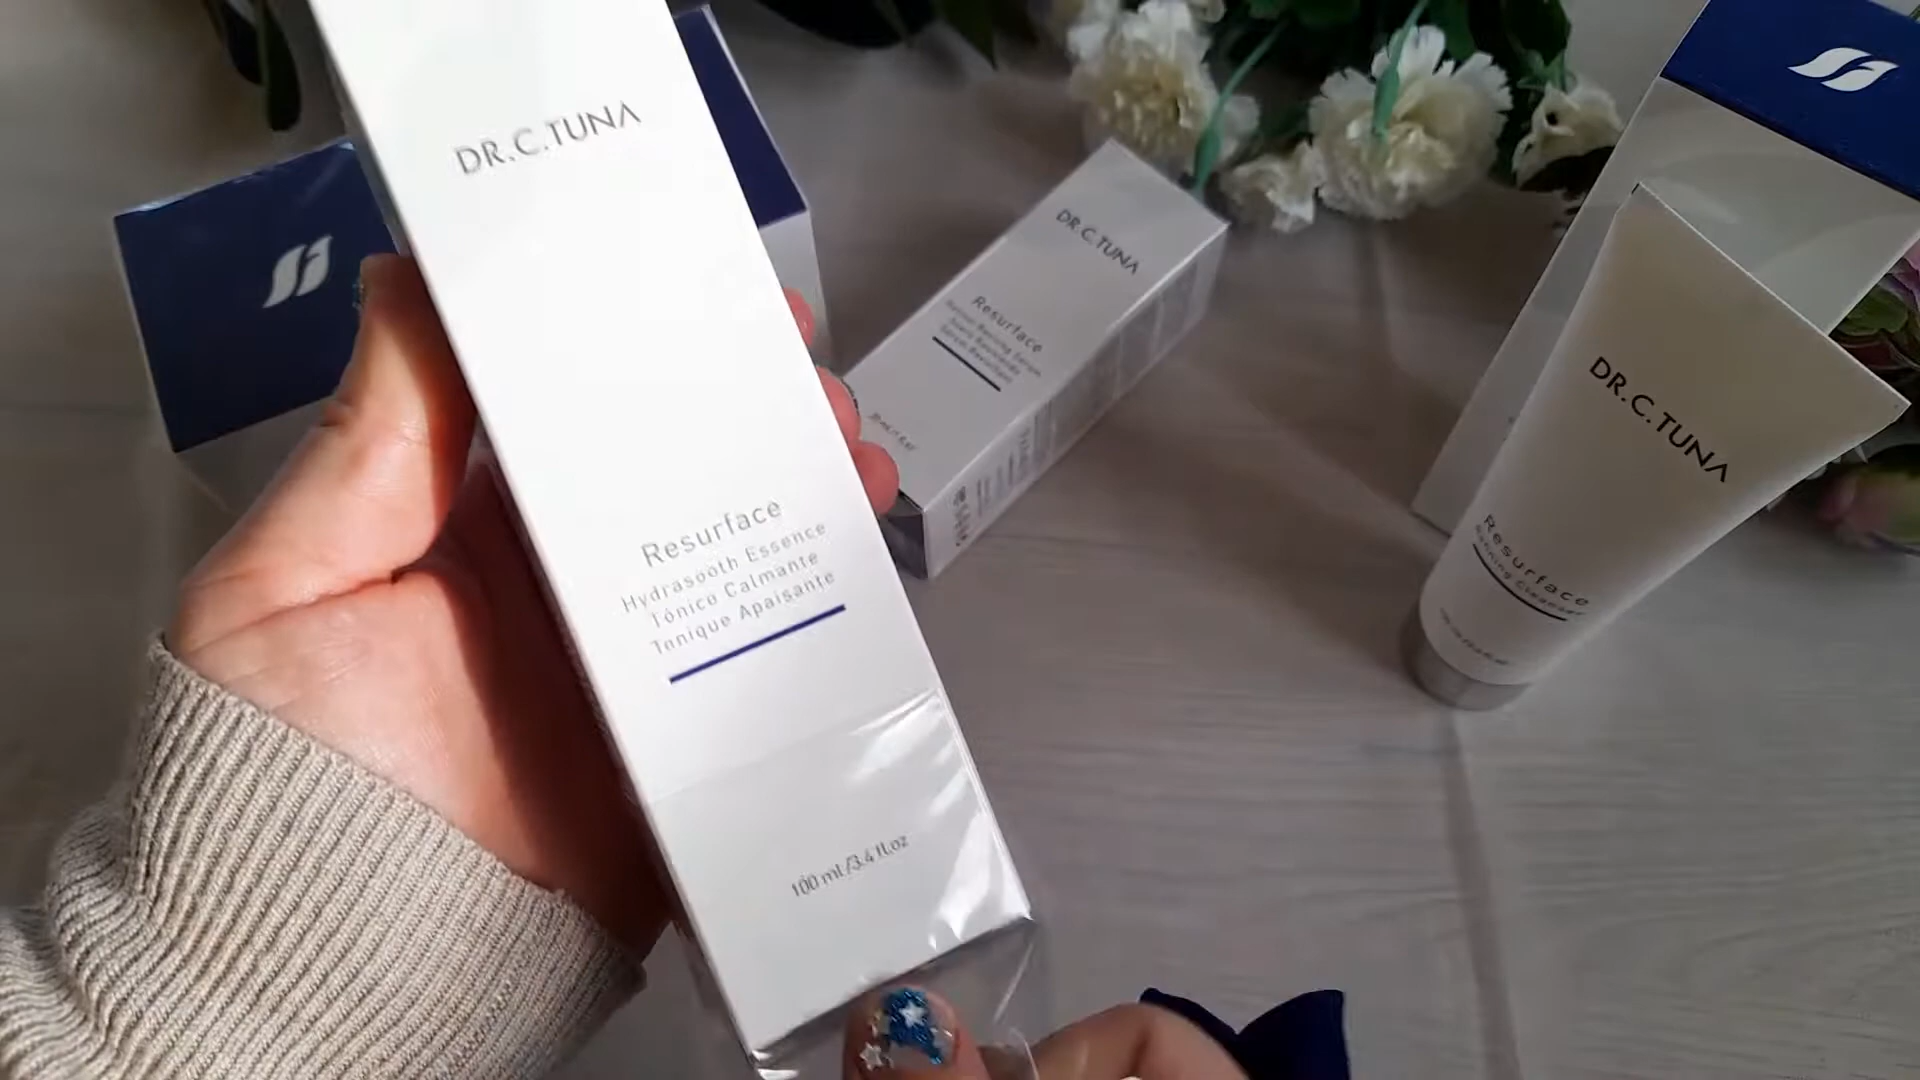 DR.C.TUNA
Resurface
Hydrasooth Essence
Tónico Calmante
Tonique Apaisante
100 mL/3.4 fl.oz
DR.C.TUNA
Resurface
DR.C.TUNA
Resurface
Cleanser